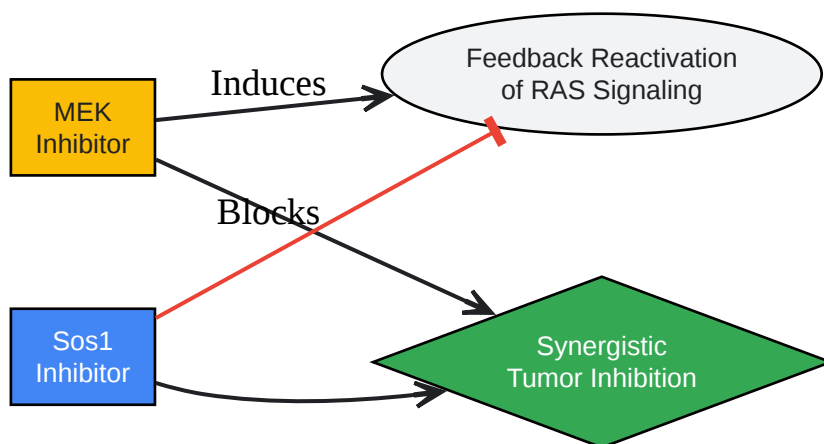 Feedback Reactivation
of RAS Signaling
Induces
MEK
Inhibitor
Blocks
Sos1
Inhibitor
Synergistic
Tumor Inhibition